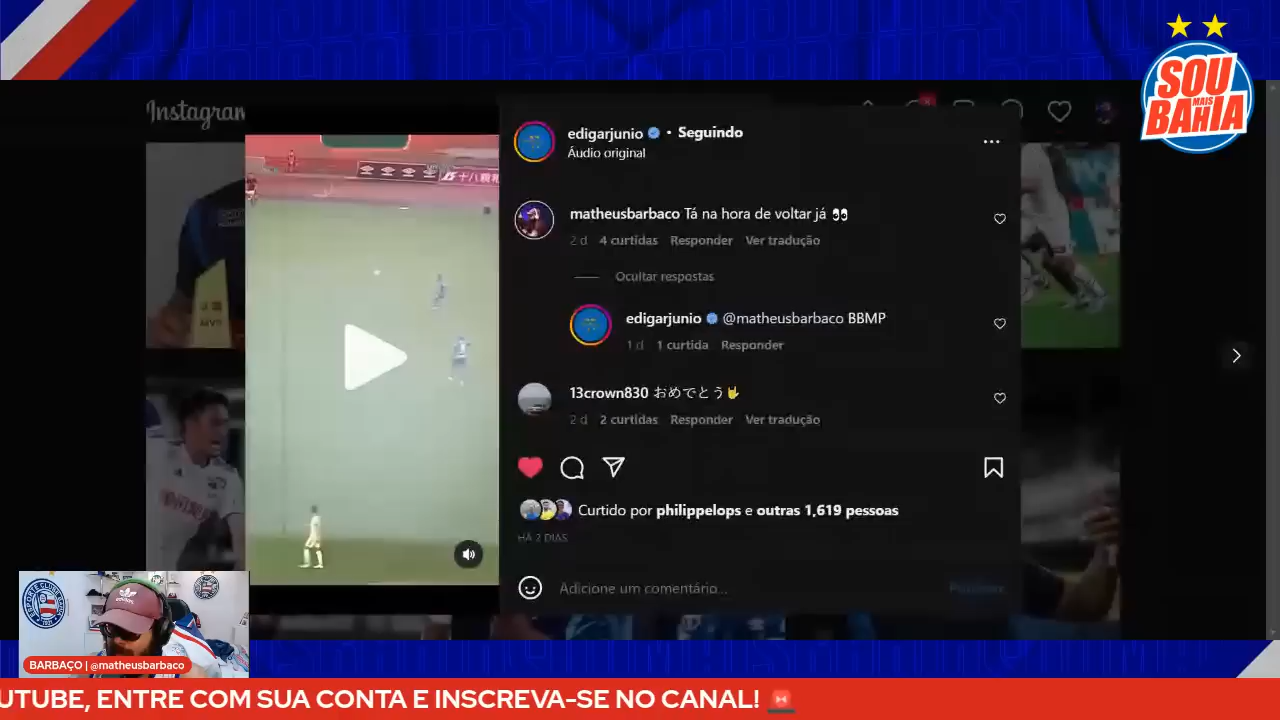 SOU
MAIS
BAHIA
Instagram
edigarjunio • Seguindo
Áudio original
matheusbarbaco Tá na hora de voltar já 👀
2 d 4 curtidas Responder Ver tradução
Ocultar respostas
edigarjunio @matheusbarbaco BBMP
1 d 1 curtida Responder
13crown830 おめでとう🤟
2 d 2 curtidas Responder Ver tradução
Curtido por philippelops e outras 1,619 pessoas
HÁ 2 DIAS
Adicione um comentário...
BARBAÇO | @matheusbarbaco
UTUBE, ENTRE COM SUA CONTA E INSCREVA-SE NO CANAL! 🚨